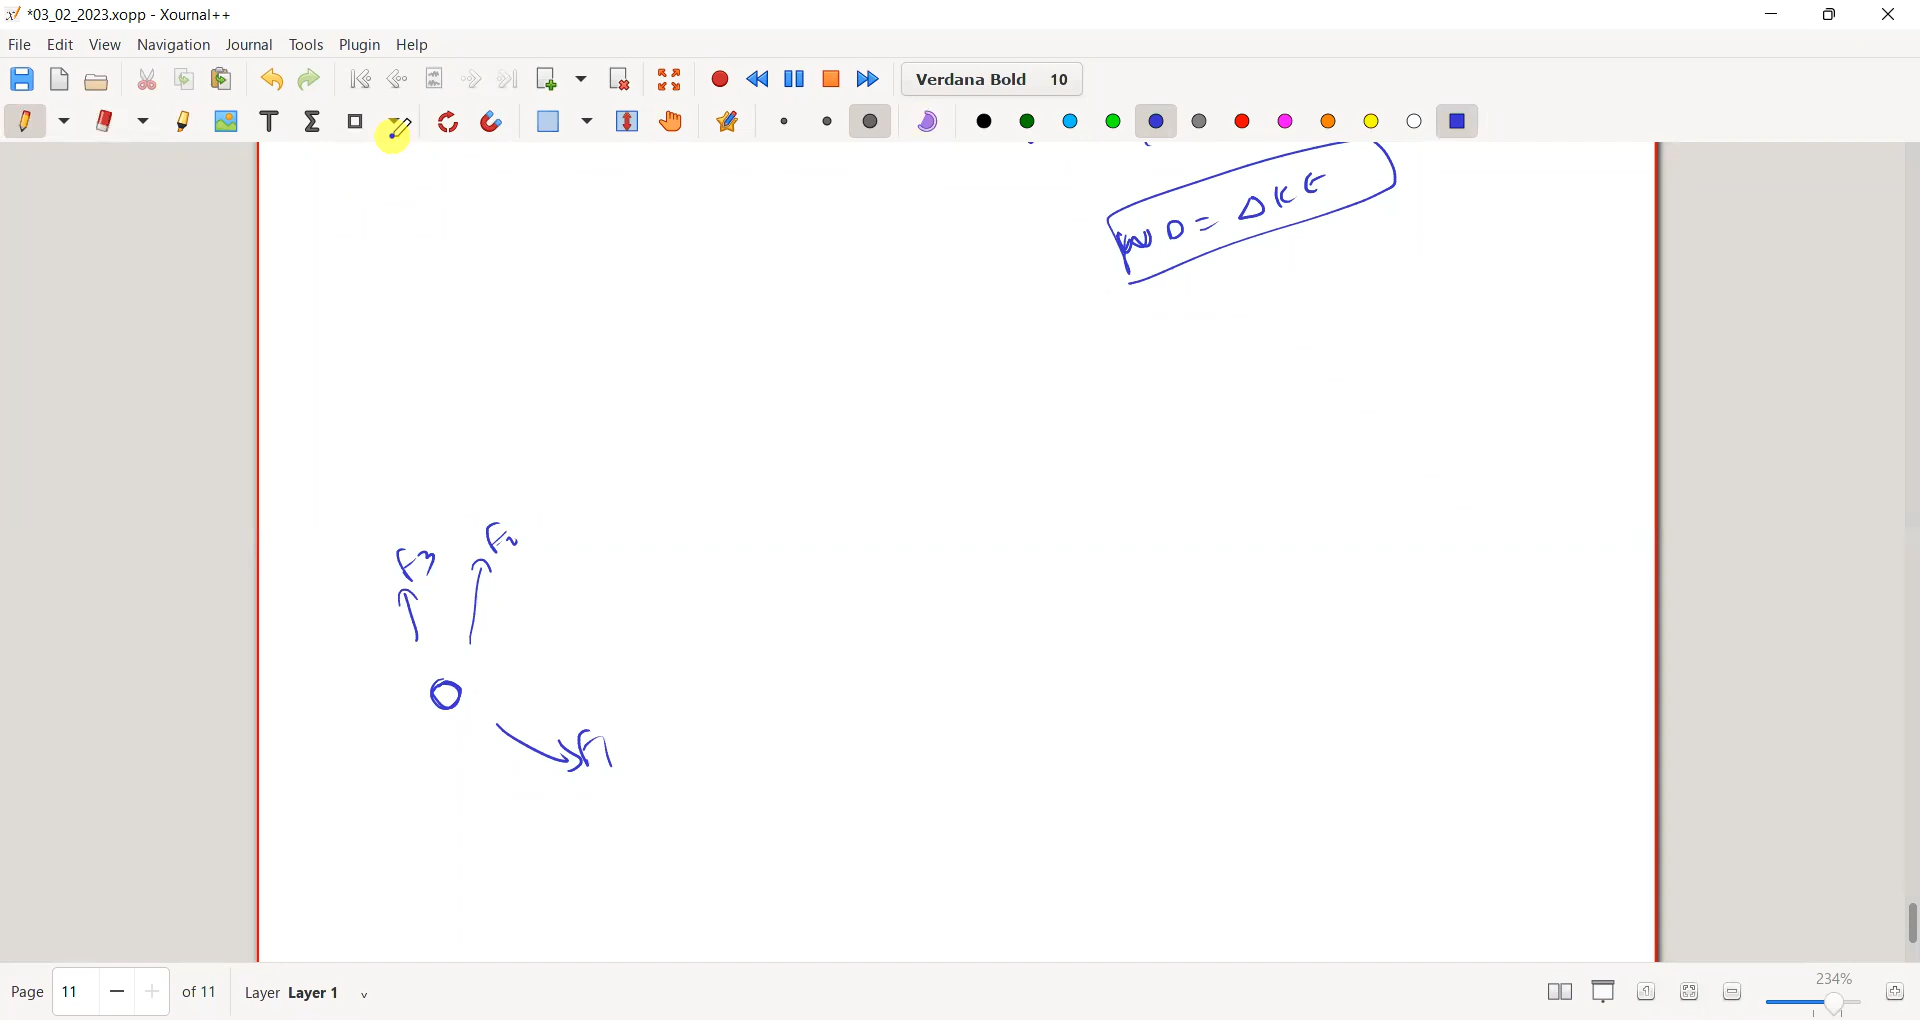 *03_02_2023.xopp - Xournal++
File Edit View Navigation Journal Tools Plugin Help
Verdana Bold 10
T Σ
WD = ΔKE
F3
F2
F1
Page 11 of 11 Layer Layer 1
234%